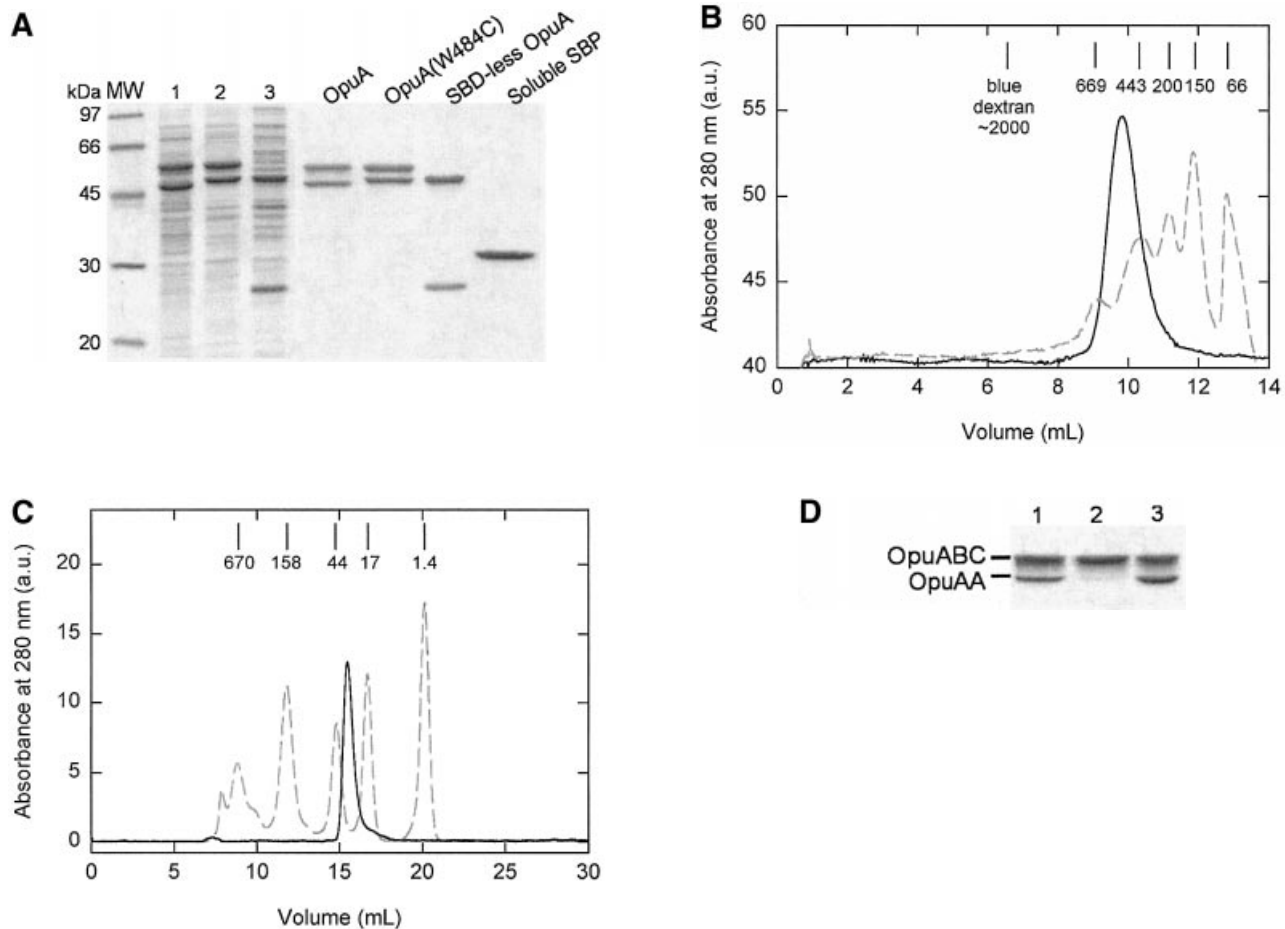 A
kDa MW 1 2 3 OpuA OpuA(W484C) SBD-less OpuA Soluble SBP
97
66
45
30
20
B
Absorbance at 280 nm (a.u.)
60
55
50
45
40
blue
dextran
~2000
669 443 200 150 66
0 2 4 6 8 10 12 14
Volume (mL)
C
Absorbance at 280 nm (a.u.)
20
15
10
5
0
670 158 44 17 1.4
0 5 10 15 20 25 30
Volume (mL)
D
1 2 3
OpuABC
OpuAA